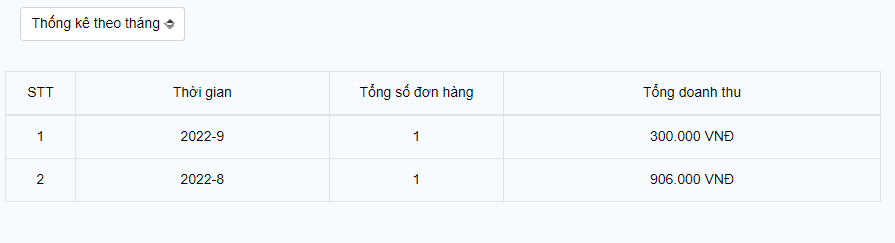 Thống kê theo tháng
STT Thời gian Tổng số đơn hàng Tổng doanh thu
1 2022-9 1 300.000 VNĐ
2 2022-8 1 906.000 VNĐ